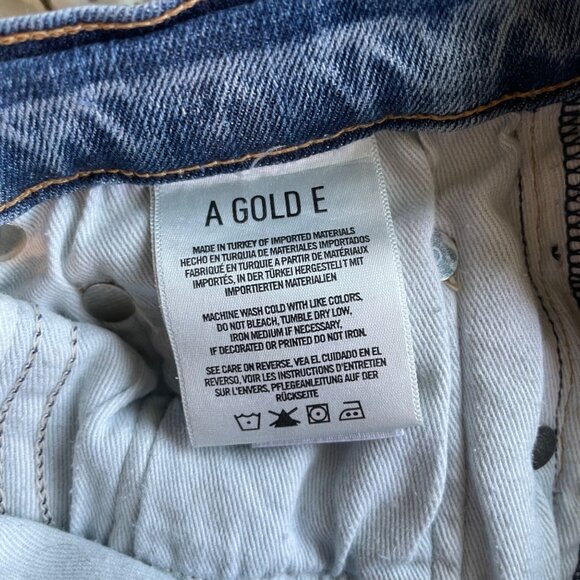 A GOLD E
MADE IN TURKEY OF IMPORTED MATERIALS
HECHO EN TURQUIA DE MATERIALES IMPORTADOS
FABRIQUÉ EN TURQUIE A PARTIR DE MATÉRIAUX
IMPORTÉS, IN DER TÜRKEI HERGESTELLT MIT
IMPORTIERTEN MATERIALIEN
MACHINE WASH COLD WITH LIKE COLORS,
DO NOT BLEACH, TUMBLE DRY LOW,
IRON MEDIUM IF NECESSARY,
IF DECORATED OR PRINTED DO NOT IRON.
SEE CARE ON REVERSE, VEA EL CUIDADO EN EL
REVERSO, VOIR LES INSTRUCTIONS D'ENTRETIEN
SUR L'ENVERS, PFLEGEANLEITUNG AUF DER
RÜCKSEITE